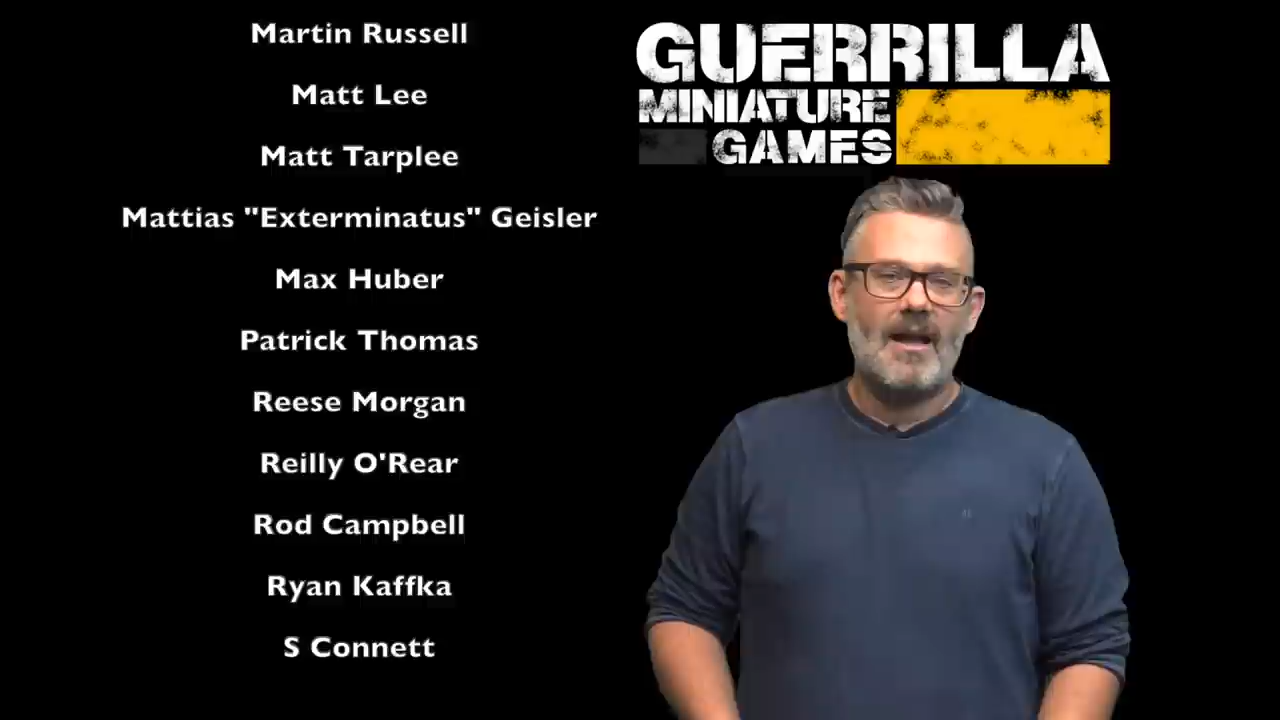 Martin Russell
Matt Lee
Matt Tarplee
Mattias "Exterminatus" Geisler
Max Huber
Patrick Thomas
Reese Morgan
Reilly O'Rear
Rod Campbell
Ryan Kaffka
S Connett
GUERRILLA
MINIATURE
GAMES